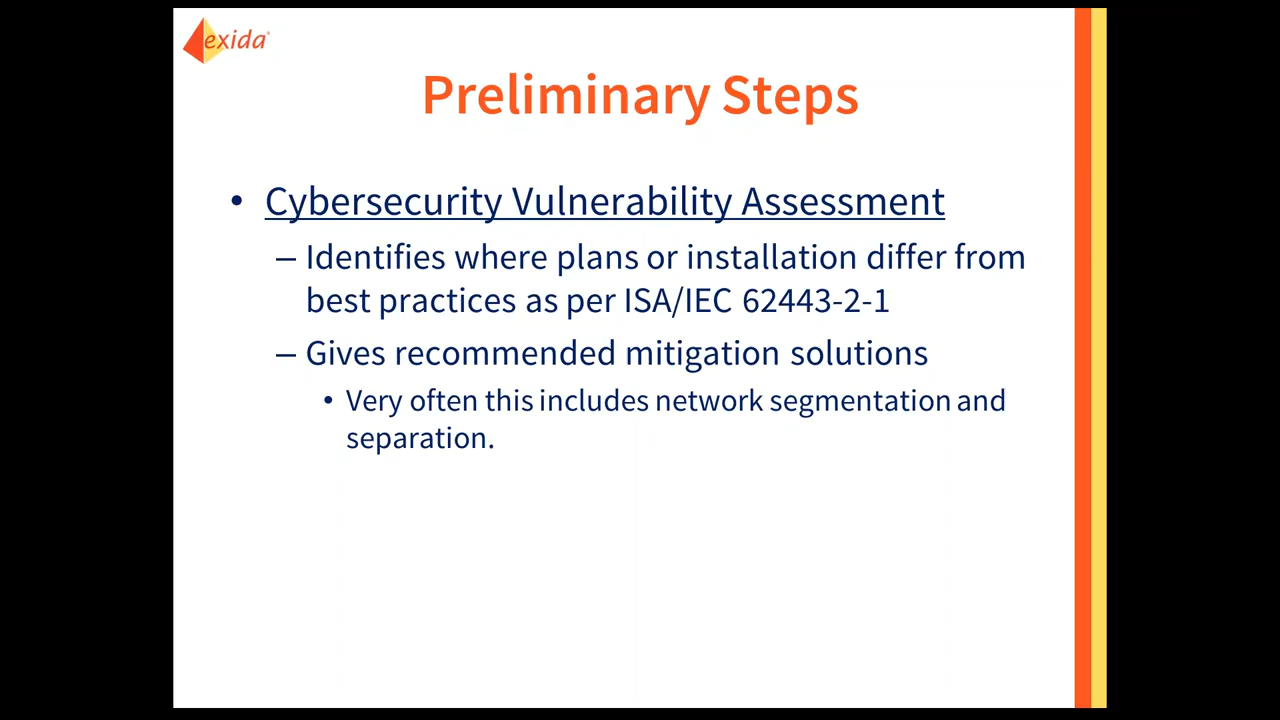 exida
Preliminary Steps
• Cybersecurity Vulnerability Assessment
– Identifies where plans or installation differ from
best practices as per ISA/IEC 62443-2-1
– Gives recommended mitigation solutions
• Very often this includes network segmentation and
separation.